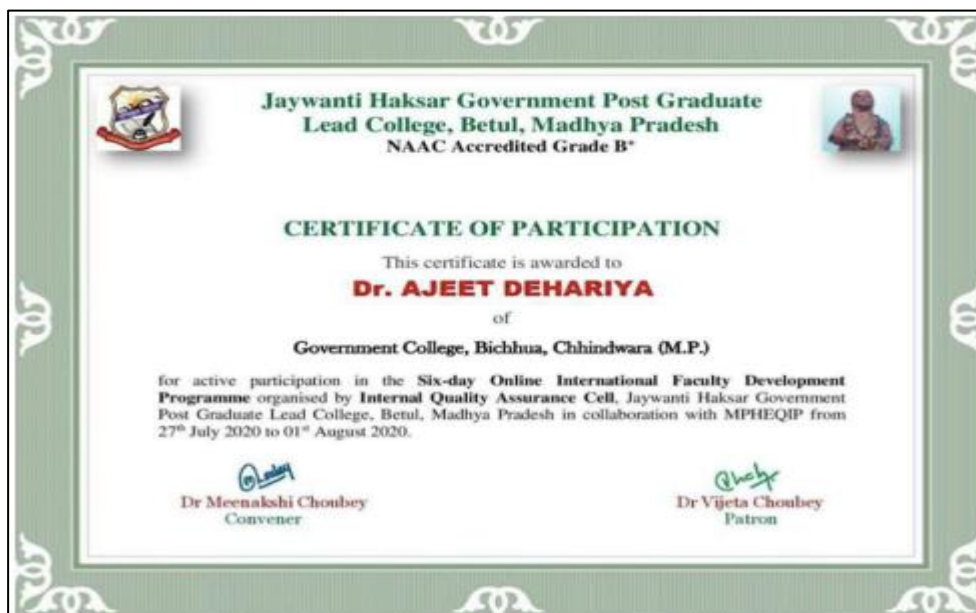 Jaywanti Haksar Government Post Graduate
Lead College, Betul, Madhya Pradesh
NAAC Accredited Grade B+
CERTIFICATE OF PARTICIPATION
This certificate is awarded to
Dr. AJEET DEHARIYA
of
Government College, Bichhua, Chhindwara (M.P.)
for active participation in the Six-day Online International Faculty Development
Programme organised by Internal Quality Assurance Cell, Jaywanti Haksar Government
Post Graduate Lead College, Betul, Madhya Pradesh in collaboration with MPHEQIP from
27th July 2020 to 01st August 2020.
Dr Meenakshi Choubey
Convener
Dr Vijeta Choubey
Patron